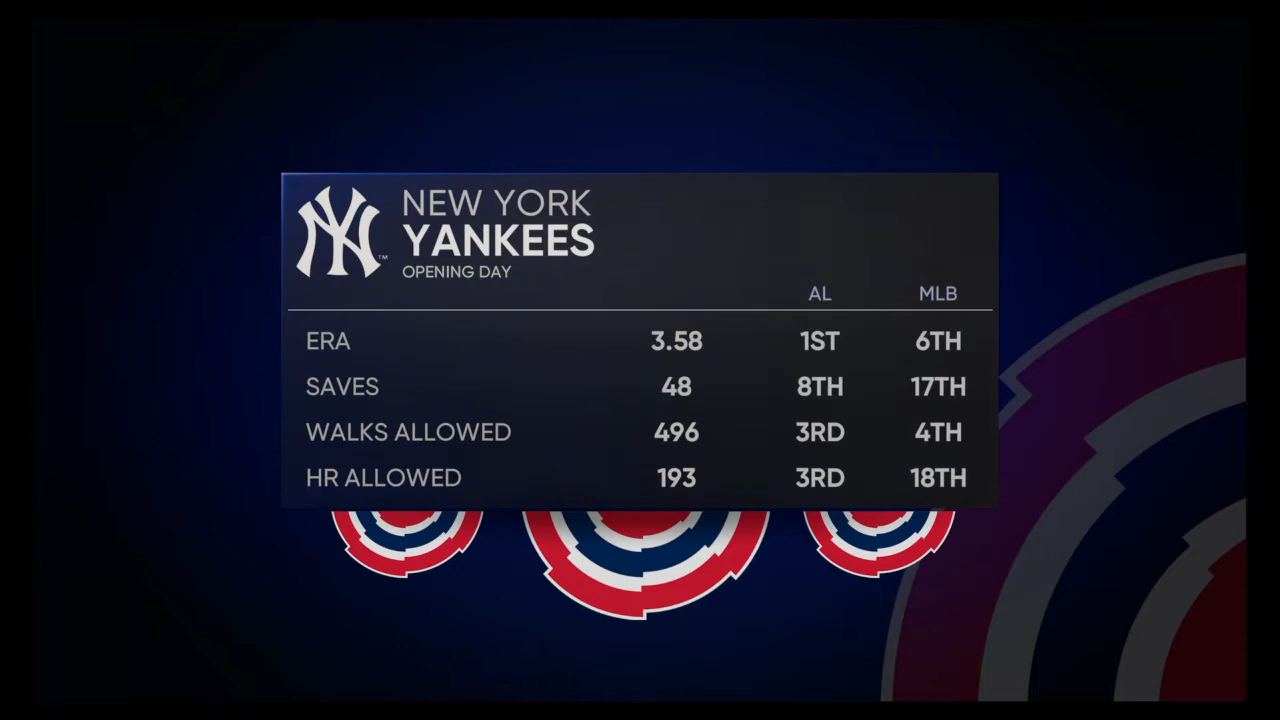 NEW YORK
YANKEES
OPENING DAY
AL MLB
ERA 3.58 1ST 6TH
SAVES 48 8TH 17TH
WALKS ALLOWED 496 3RD 4TH
HR ALLOWED 193 3RD 18TH